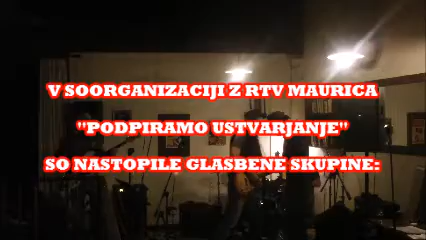 V SOORGANIZACIJI Z RTV MAURICA
"PODPIRAMO USTVARJANJE"
SO NASTOPILE GLASBENE SKUPINE: